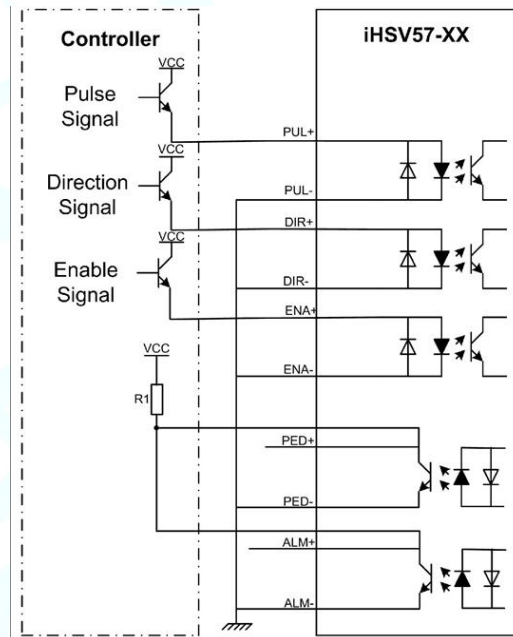 Controller
iHSV57-XX
VCC
Pulse
Signal
PUL+
VCC
Direction
Signal
PUL-
DIR+
VCC
Enable
Signal
DIR-
ENA+
VCC
R1
ENA-
PED+
PED-
ALM+
ALM-